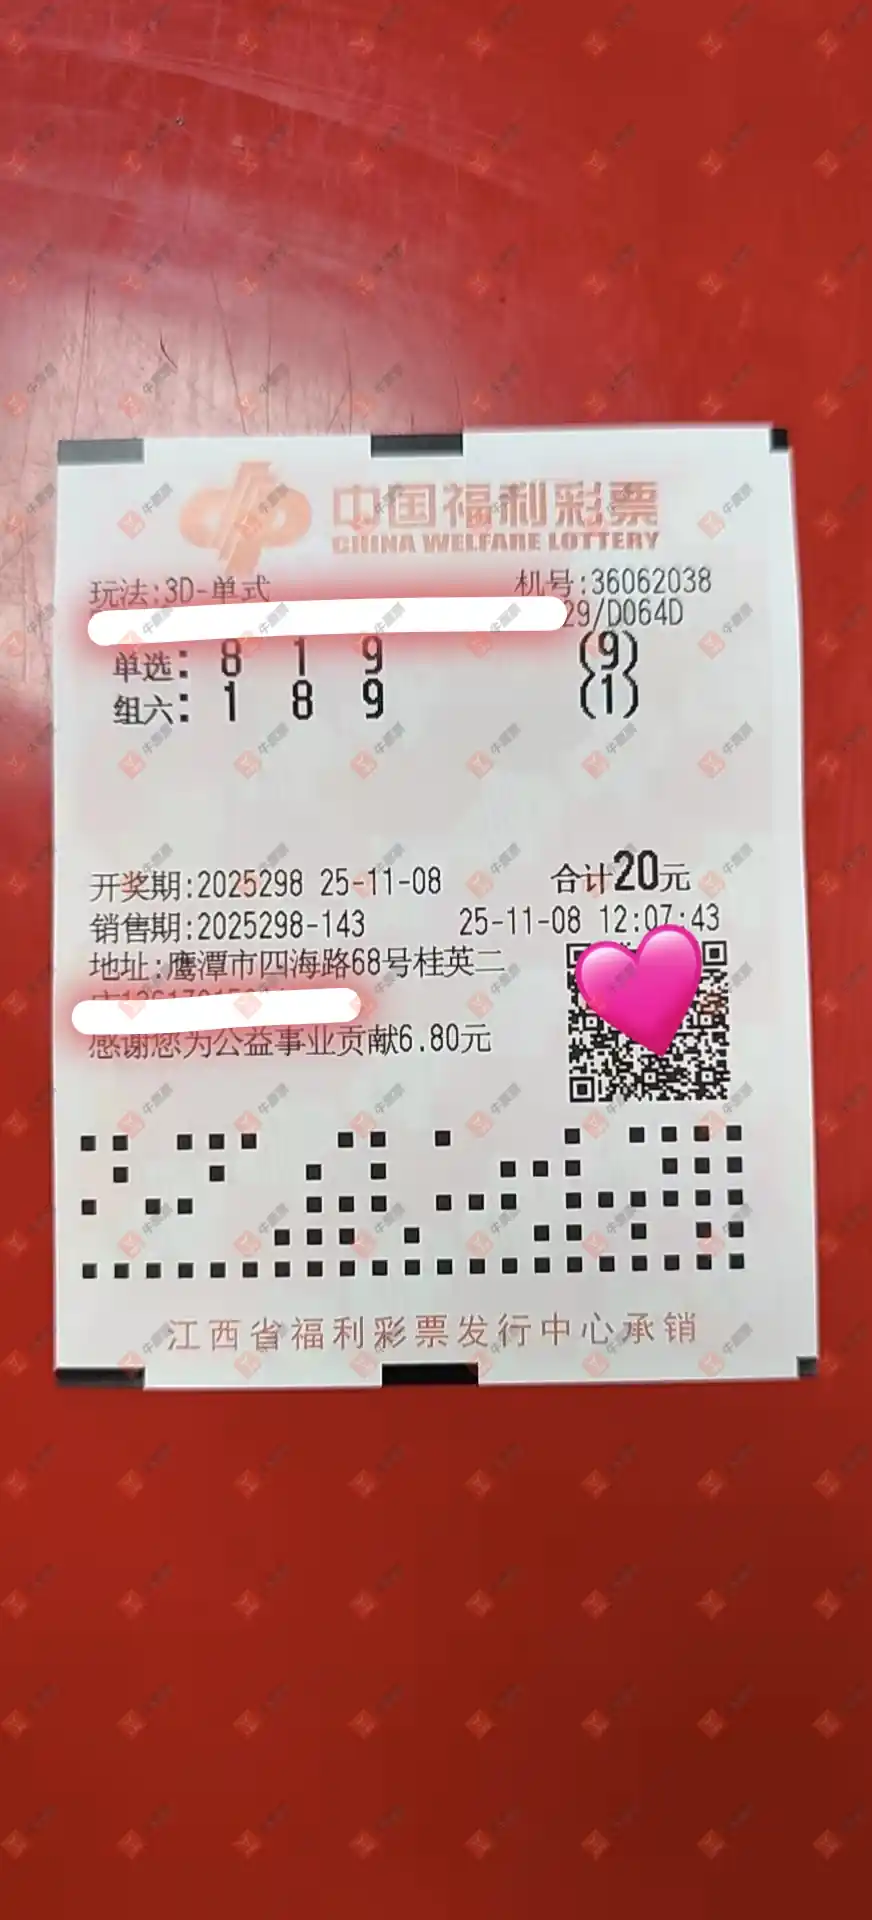 中国福利彩票
CHINA WELFARE LOTTERY
玩法:3D-单式 机号:36062038
29/D064D
单选: 8 1 9 (9)
组六: 1 8 9 (1)
开奖期:2025298 25-11-08 合计20元
销售期:2025298-143 25-11-08 12:07:43
地址:鹰潭市四海路68号桂英二
感谢您为公益事业贡献6.80元
江西省福利彩票发行中心承销